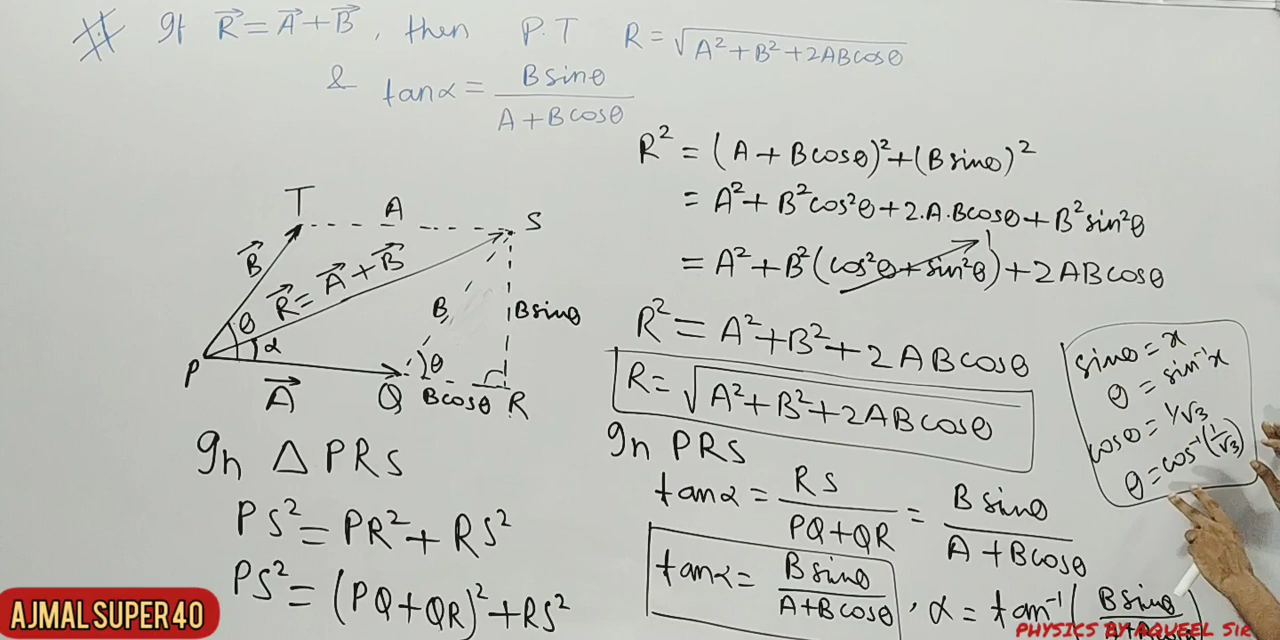 # If R⃗ = A⃗ + B⃗, then P.T R = √(A² + B² + 2ABcosθ)
& tanα = Bsinθ / (A + Bcosθ)
T A S
B⃗
R⃗ = A⃗ + B⃗
θ α
B
Bsinθ
θ
P A⃗ Q Bcosθ R
In △ PRS
PS² = PR² + RS²
PS² = (PQ + QR)² + RS²
R² = (A + Bcosθ)² + (Bsinθ)²
= A² + B²cos²θ + 2.A.Bcosθ + B²sin²θ
= A² + B²(cos²θ + sin²θ) + 2ABcosθ
1
R² = A² + B² + 2ABcosθ
R = √(A² + B² + 2ABcosθ)
In PRS
tanα = RS / (PQ + QR) = Bsinθ / (A + Bcosθ)
tanα = Bsinθ / (A + Bcosθ), α = tan⁻¹(Bsinθ /
sinθ = x
θ = sin⁻¹x
cosθ = 1/√3
θ = cos⁻¹(1/√3)
AJMAL SUPER 40
PHYSICS BY AQUEEL SIR